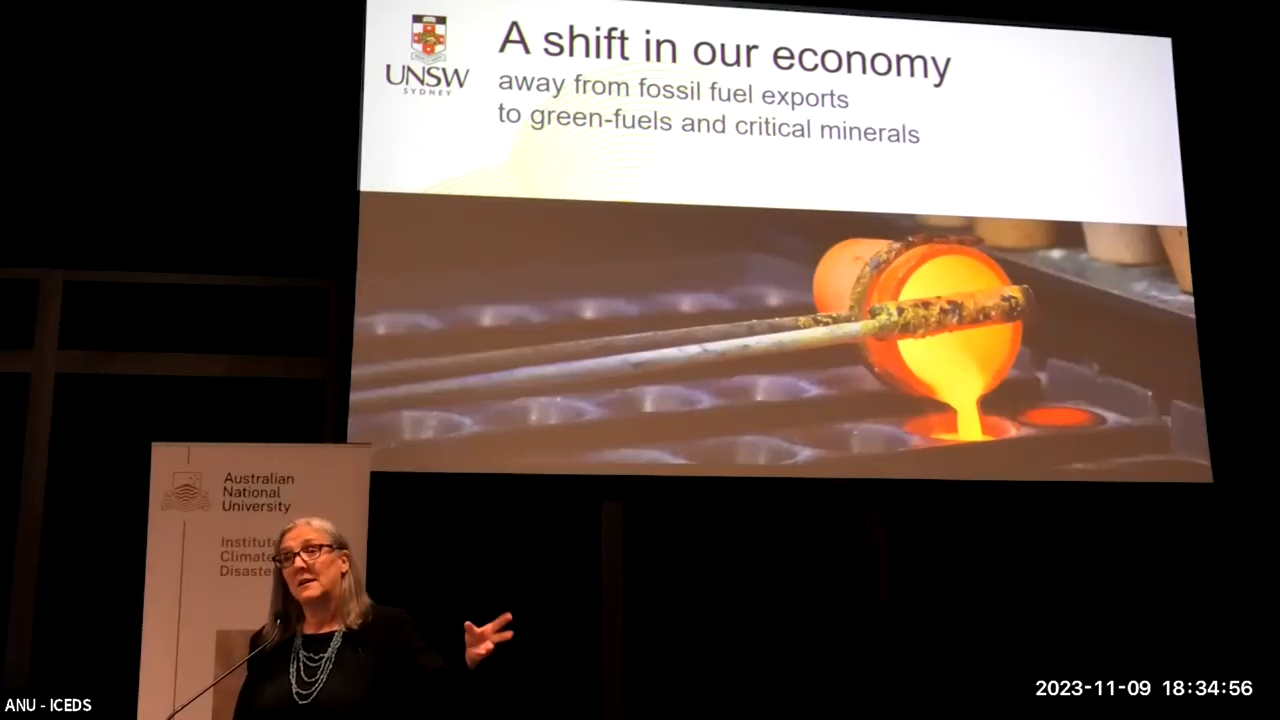 UNSW
SYDNEY
A shift in our economy
away from fossil fuel exports
to green-fuels and critical minerals
Australian
National
University
Institute
Climate
Disaste
ANU - ICEDS
2023-11-09 18:34:56